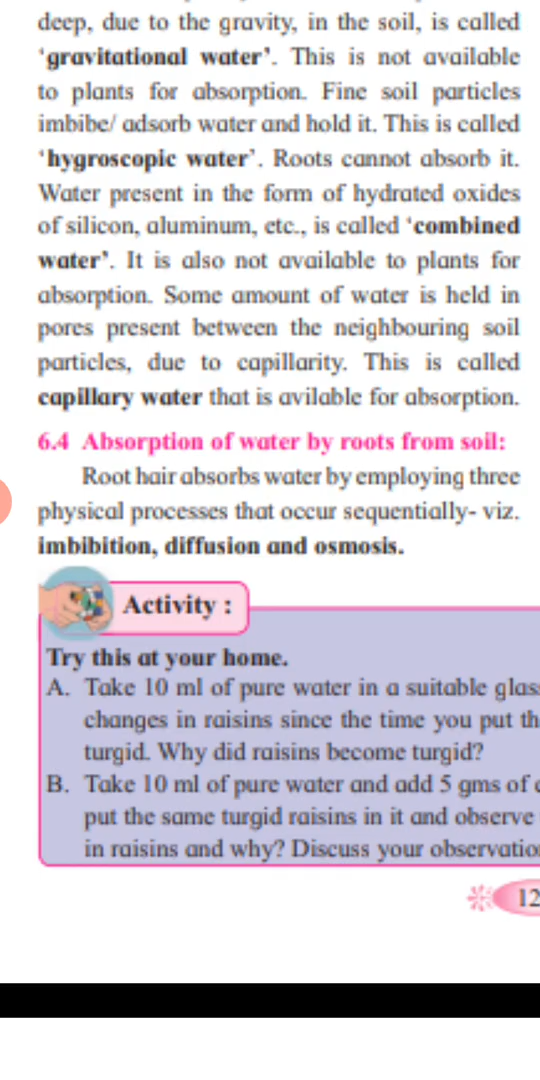 deep, due to the gravity, in the soil, is called
‘gravitational water’. This is not available
to plants for absorption. Fine soil particles
imbibe/ adsorb water and hold it. This is called
‘hygroscopic water’. Roots cannot absorb it.
Water present in the form of hydrated oxides
of silicon, aluminum, etc., is called ‘combined
water’. It is also not available to plants for
absorption. Some amount of water is held in
pores present between the neighbouring soil
particles, due to capillarity. This is called
capillary water that is avilable for absorption.
6.4 Absorption of water by roots from soil:
Root hair absorbs water by employing three
physical processes that occur sequentially- viz.
imbibition, diffusion and osmosis.
Activity :
Try this at your home.
A. Take 10 ml of pure water in a suitable glas
changes in raisins since the time you put th
turgid. Why did raisins become turgid?
B. Take 10 ml of pure water and add 5 gms of
put the same turgid raisins in it and observe
in raisins and why? Discuss your observatio
12